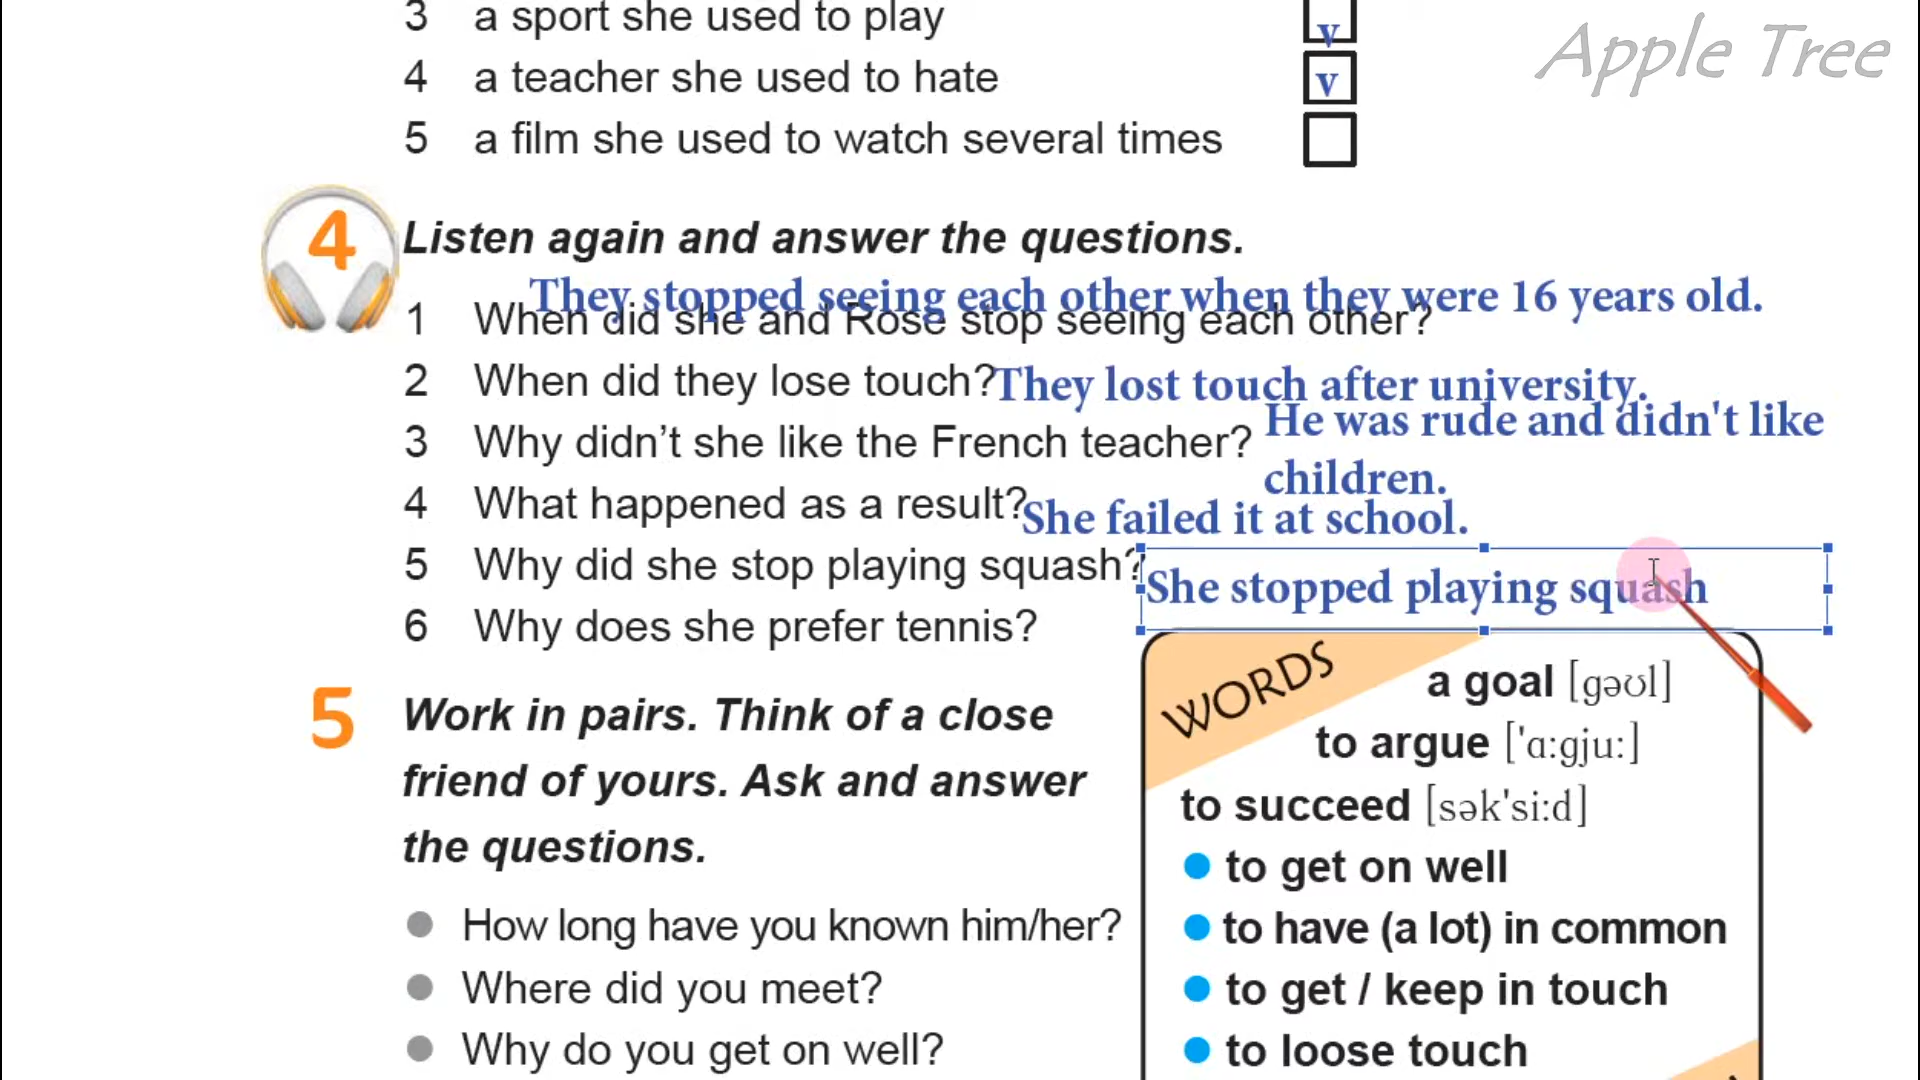 3 a sport she used to play v
Apple Tree
4 a teacher she used to hate v
5 a film she used to watch several times
4 Listen again and answer the questions.
They stopped seeing each other when they were 16 years old.
1 When did she and Rose stop seeing each other?
2 When did they lose touch? They lost touch after university.
3 Why didn't she like the French teacher? He was rude and didn't like
children.
4 What happened as a result? She failed it at school.
5 Why did she stop playing squash? She stopped playing squash
6 Why does she prefer tennis?
5 Work in pairs. Think of a close
friend of yours. Ask and answer
the questions.
How long have you known him/her?
Where did you meet?
Why do you get on well?
WORDS
a goal [gəʊl]
to argue ['ɑ:gju:]
to succeed [sək'si:d]
to get on well
to have (a lot) in common
to get / keep in touch
to loose touch